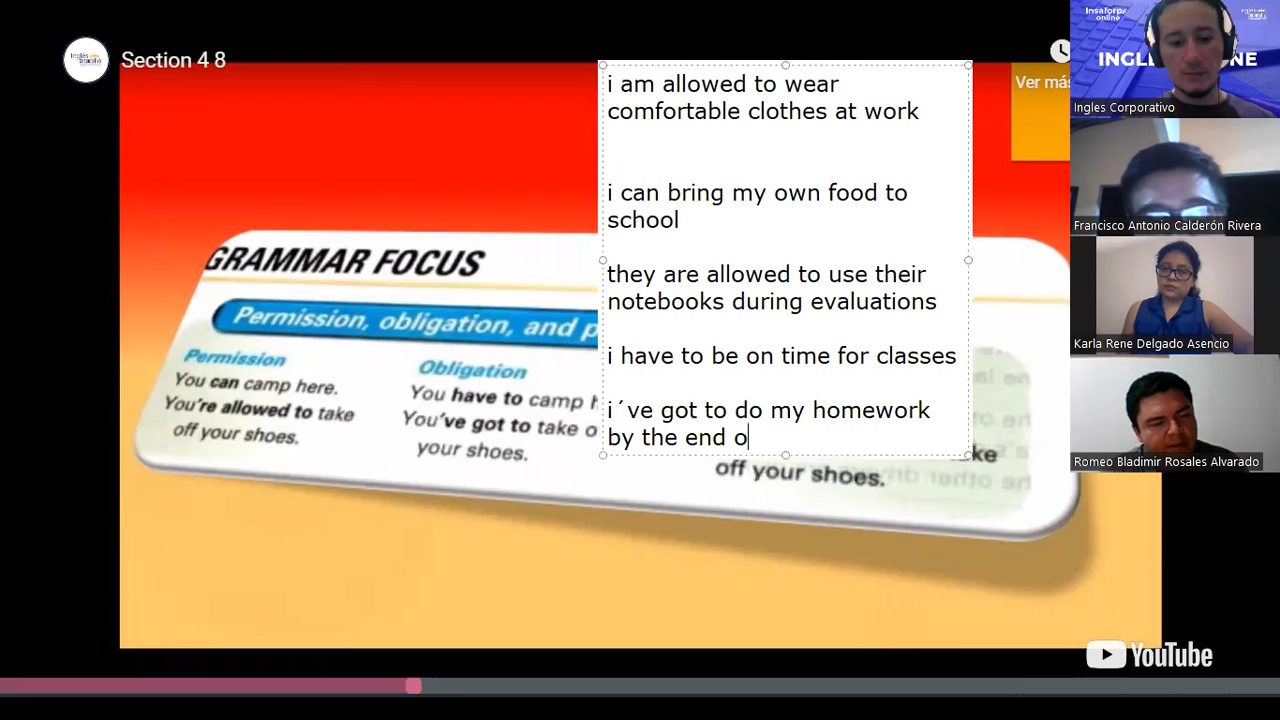 Section 4 8
Ver más
i am allowed to wear
comfortable clothes at work
i can bring my own food to
school
they are allowed to use their
notebooks during evaluations
i have to be on time for classes
i´ve got to do my homework
by the end o
GRAMMAR FOCUS
Permission, obligation, and p
Permission
You can camp here.
You're allowed to take
off your shoes.
Obligation
You have to camp h
You've got to take o
your shoes.
ake
off your shoes.
Insaforp
online
INGL
NE
Ingles Corporativo
Francisco Antonio Calderón Rivera
Karla Rene Delgado Asencio
Romeo Bladimir Rosales Alvarado
YouTube